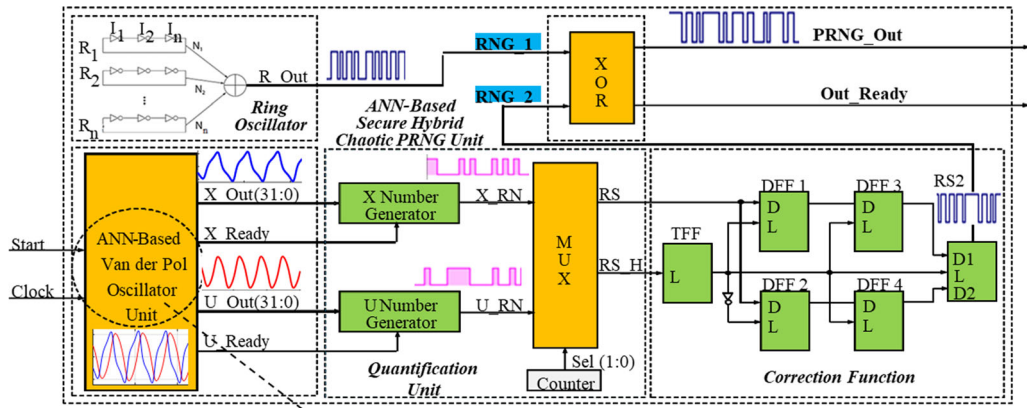 I1 I2 In
R1
N1
R2
N2
⋮
Rn
Nn
R_Out
Ring
Oscillator
RNG_1
RNG_2
ANN-Based
Secure Hybrid
Chaotic PRNG Unit
X
O
R
PRNG_Out
Out_Ready
Start
Clock
ANN-Based
Van der Pol
Oscillator
Unit
X_Out(31:0)
X_Ready
U_Out(31:0)
U_Ready
X Number
Generator
X_RN
U Number
Generator
U_RN
Quantification
Unit
M
U
X
Sel (1:0)
Counter
RS
RS_H
TFF
L
DFF 1
D
L
DFF 3
D
L
DFF 2
D
L
DFF 4
D
L
RS2
D1
L
D2
Correction Function